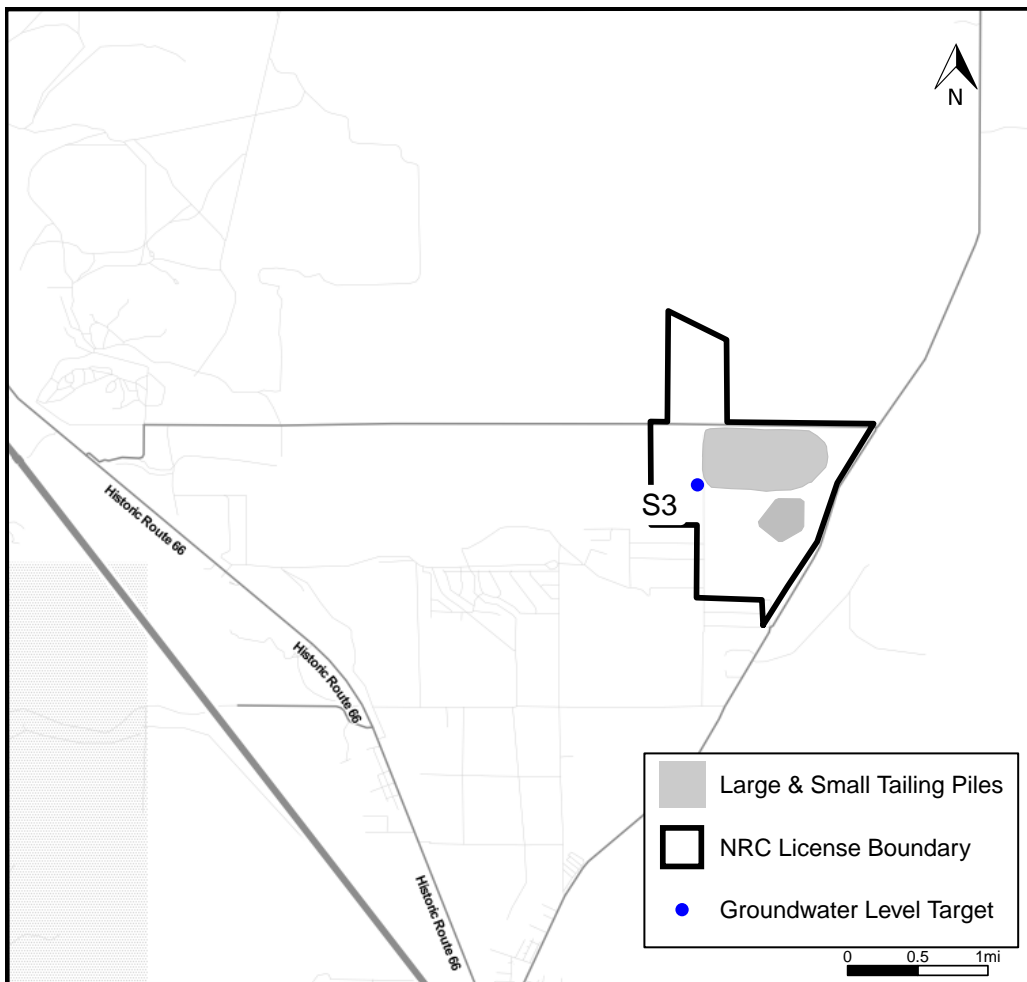 N
S3
Historic Route 66
Historic Route 66
Historic Route 66
Large & Small Tailing Piles
NRC License Boundary
Groundwater Level Target
0 0.5 1mi